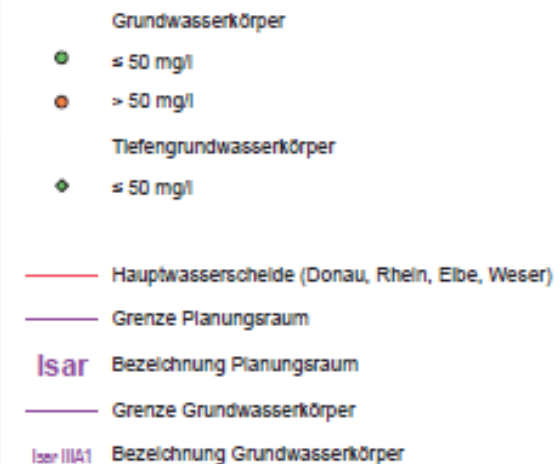 Grundwasserkörper
≤ 50 mg/l
> 50 mg/l
Tiefengrundwasserkörper
≤ 50 mg/l
Hauptwasserscheide (Donau, Rhein, Elbe, Weser)
Grenze Planungsraum
Isar Bezeichnung Planungsraum
Grenze Grundwasserkörper
Isar IIIA1 Bezeichnung Grundwasserkörper